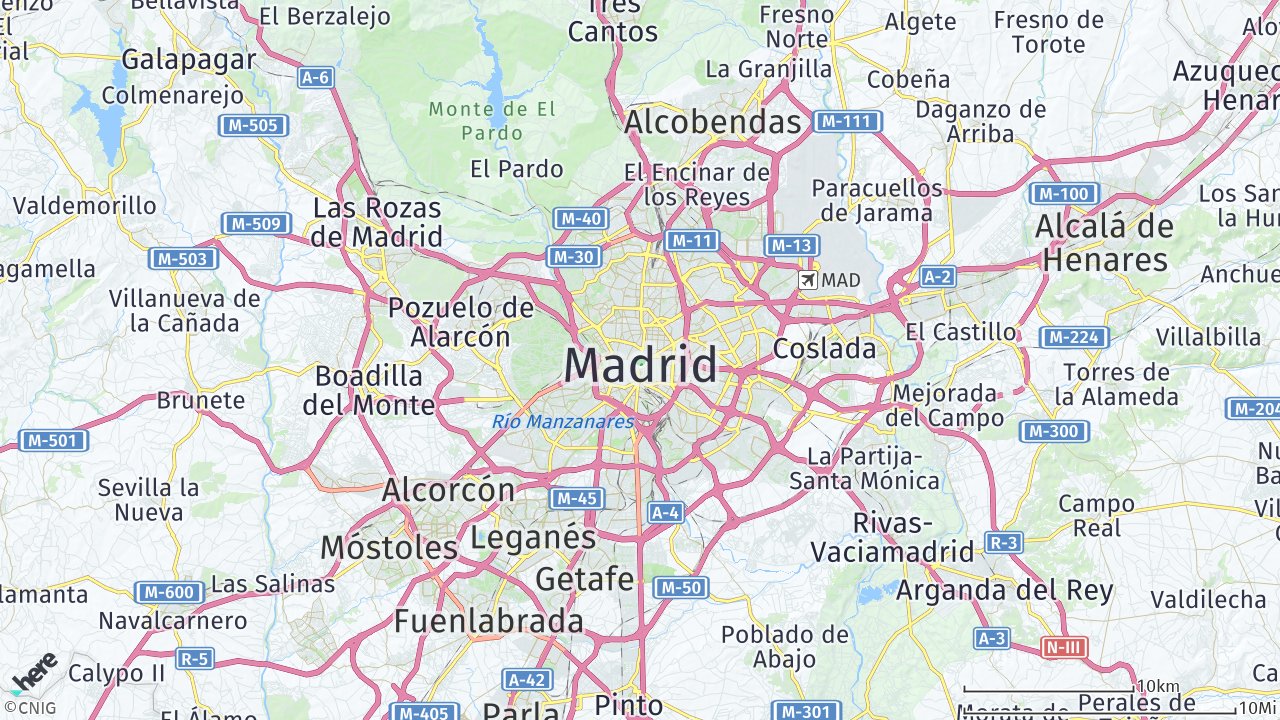 Bellavista
El Berzalejo
Tres
Cantos
Fresno
Norte
Algete
Fresno de
Torote
Galapagar
A-6
La Granjilla
Cobeña
Azuqueca
Henar
Colmenarejo
Monte de El
Pardo
M-505
Alcobendas
M-111
Daganzo de
Arriba
El Pardo
El Encinar de
los Reyes
Paracuellos
de Jarama
M-100
Los San
la Hu
Valdemorillo
M-509
Las Rozas
de Madrid
M-40
M-11
M-13
Alcalá de
Henares
M-503
M-30
MAD
A-2
Anchue
agamella
Villanueva de
la Cañada
Pozuelo de
Alarcón
El Castillo
M-224
Villalbilla
Madrid
Coslada
Boadilla
del Monte
Brunete
Mejorada
del Campo
Torres de
la Alameda
M-204
Río Manzanares
M-501
M-300
La Partija-
Santa Mónica
Sevilla la
Nueva
Alcorcón
M-45
A-4
Campo
Real
Móstoles
Leganés
Rivas-
Vaciamadrid
R-3
Getafe
M-50
Arganda del Rey
lamanta
M-600
Las Salinas
Navalcarnero
Fuenlabrada
Valdilecha
Poblado de
Abajo
A-3
N-III
R-5
Calypo II
A-42
Pinto
Parla
M-405
M-301
El Álamo
Morata de
Perales de
10km
10Mi
here
©CNIG